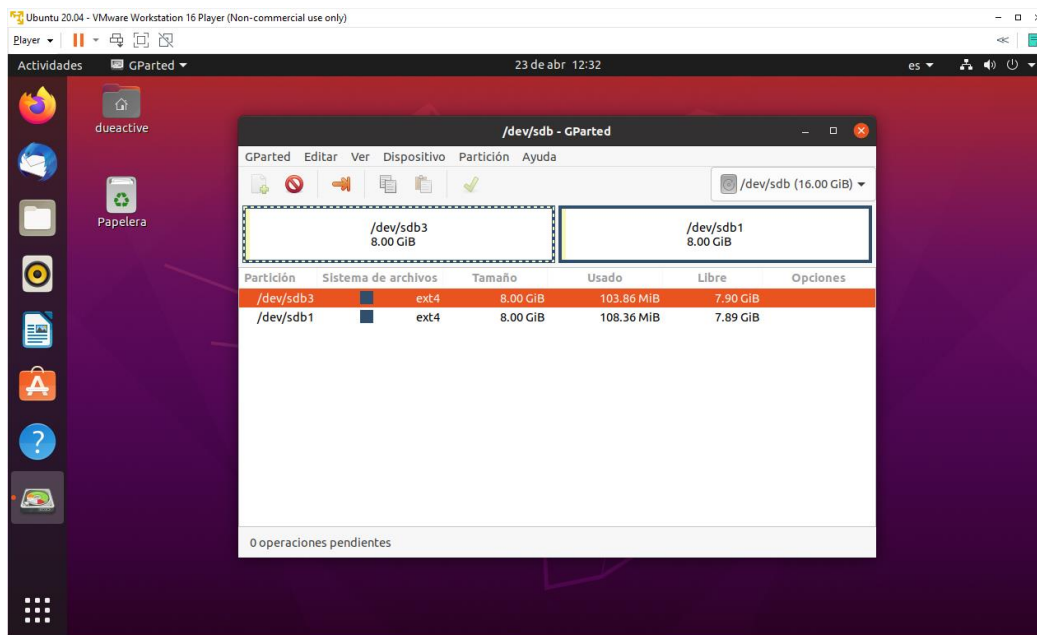 Ubuntu 20.04 - VMware Workstation 16 Player (Non-commercial use only)
Player
Actividades GParted 23 de abr 12:32 es
dueactive
Papelera
/dev/sdb - GParted
GParted Editar Ver Dispositivo Partición Ayuda
/dev/sdb (16.00 GiB)
/dev/sdb3 /dev/sdb1
8.00 GiB 8.00 GiB
Partición Sistema de archivos Tamaño Usado Libre Opciones
/dev/sdb3 ext4 8.00 GiB 103.86 MiB 7.90 GiB
/dev/sdb1 ext4 8.00 GiB 108.36 MiB 7.89 GiB
0 operaciones pendientes